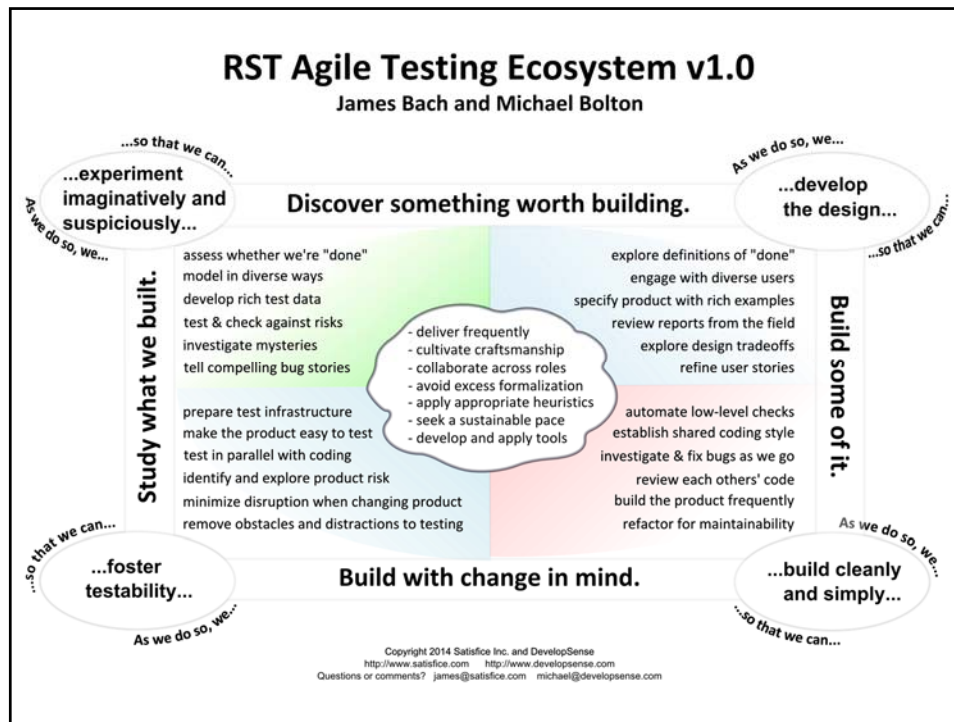 RST Agile Testing Ecosystem v1.0
James Bach and Michael Bolton
...so that we can...
...experiment
imaginatively and
suspiciously...
As we do so, we...
Discover something worth building.
As we do so, we...
...develop
the design...
...so that we can...
Study what we built.
assess whether we're "done"
model in diverse ways
develop rich test data
test & check against risks
investigate mysteries
tell compelling bug stories
explore definitions of "done"
engage with diverse users
specify product with rich examples
review reports from the field
explore design tradeoffs
refine user stories
- deliver frequently
- cultivate craftsmanship
- collaborate across roles
- avoid excess formalization
- apply appropriate heuristics
- seek a sustainable pace
- develop and apply tools
prepare test infrastructure
make the product easy to test
test in parallel with coding
identify and explore product risk
minimize disruption when changing product
remove obstacles and distractions to testing
automate low-level checks
establish shared coding style
investigate & fix bugs as we go
review each others' code
build the product frequently
refactor for maintainability
Build some of it.
...so that we can...
...foster
testability...
As we do so, we...
Build with change in mind.
As we do so, we...
...build cleanly
and simply...
...so that we can...
Copyright 2014 Satisfice Inc. and DevelopSense
http://www.satisfice.com http://www.developsense.com
Questions or comments? james@satisfice.com michael@developsense.com